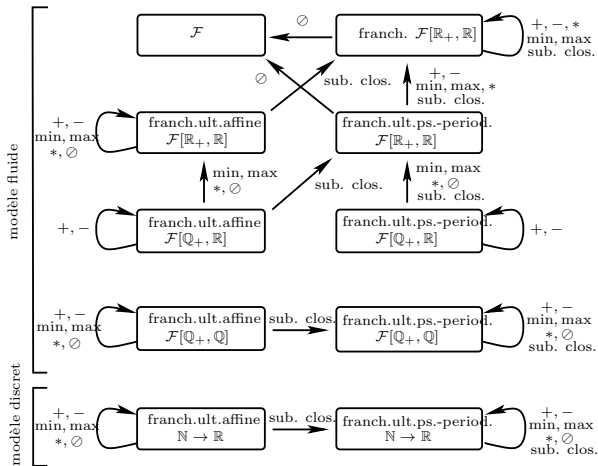 ⊘
+, −, ∗
min, max
sub. clos.
ℱ
franch. ℱ[ℝ₊, ℝ]
⊘
sub. clos.
+, −
min, max, ∗
sub. clos.
+, −
min, max
∗, ⊘
franch.ult.affine
ℱ[ℝ₊, ℝ]
franch.ult.ps.-period.
ℱ[ℝ₊, ℝ]
min, max
∗, ⊘
sub. clos.
min, max
∗, ⊘
sub. clos.
+, −
franch.ult.affine
ℱ[ℚ₊, ℝ]
franch.ult.ps.-period.
ℱ[ℚ₊, ℝ]
+, −
modèle fluide
+, −
min, max
∗, ⊘
franch.ult.affine
ℱ[ℚ₊, ℚ]
sub. clos.
franch.ult.ps.-period.
ℱ[ℚ₊, ℚ]
+, −
min, max
∗, ⊘
sub. clos.
modèle discret
+, −
min, max
∗, ⊘
franch.ult.affine
ℕ → ℝ
sub. clos.
franch.ult.ps.-period.
ℕ → ℝ
+, −
min, max
∗, ⊘
sub. clos.